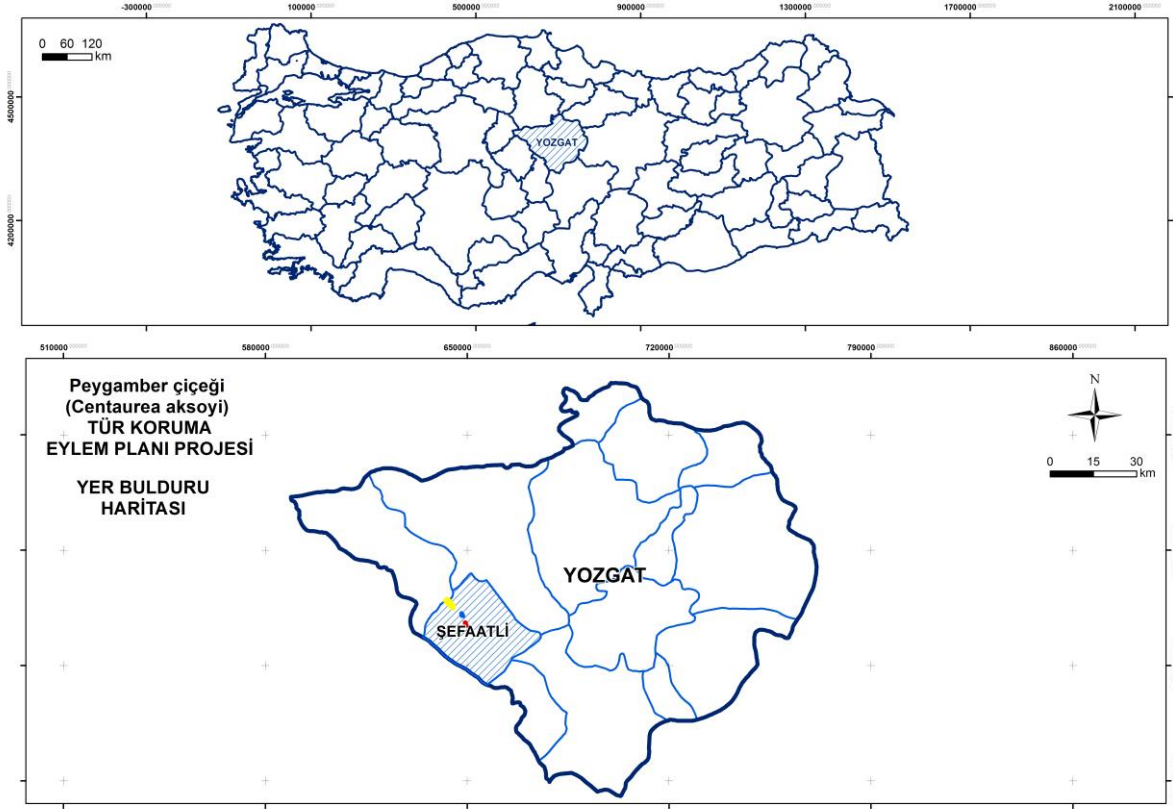 -300000 100000 500000 900000 1300000 1700000 2100000
0 60 120
km
4500000
YOZGAT
4200000
510000 580000 650000 720000 790000 860000
Peygamber çiçeği
(Centaurea aksoyi)
TÜR KORUMA
EYLEM PLANI PROJESİ
YER BULDURU
HARİTASI
N
0 15 30
km
YOZGAT
ŞEFAATLİ